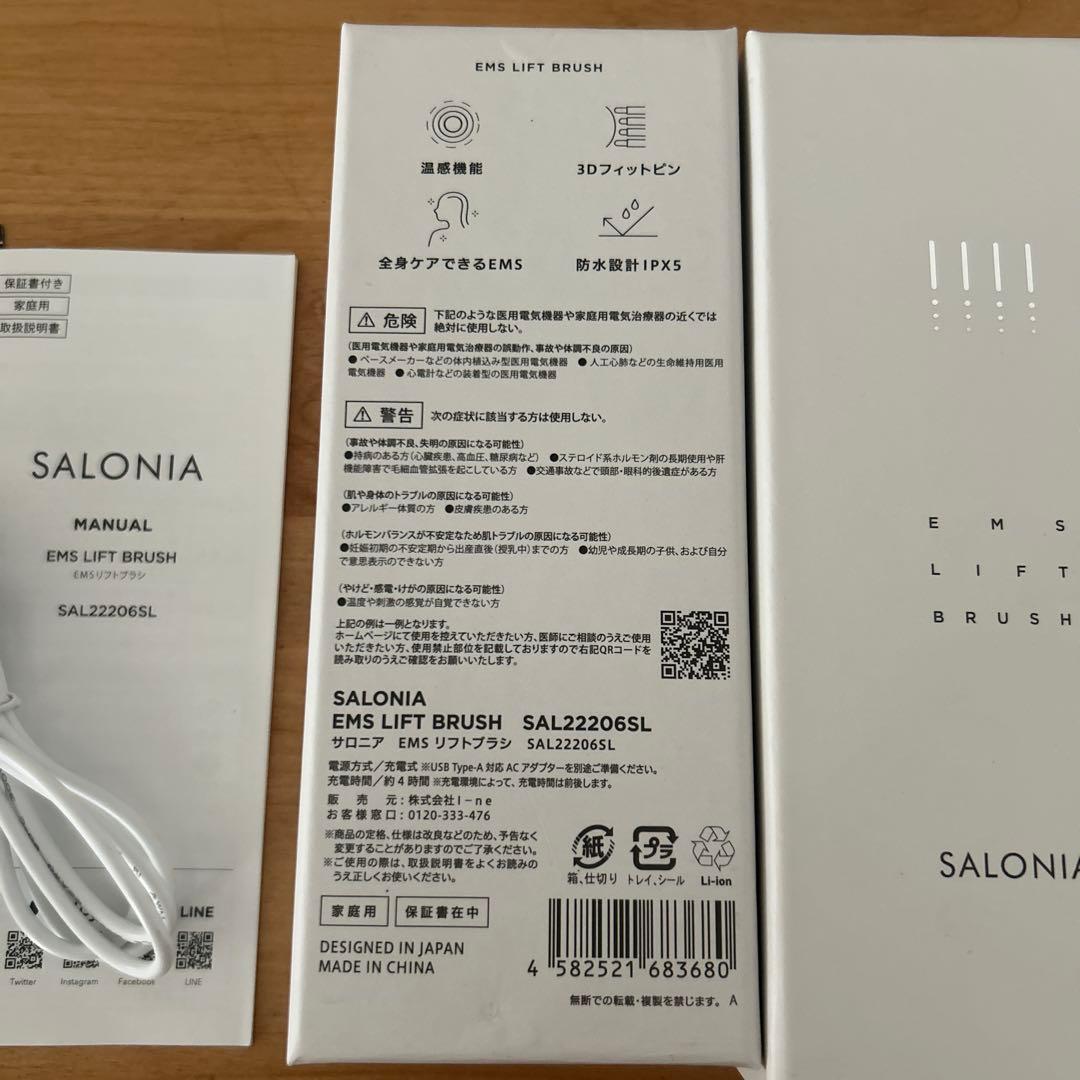 保証書付き
家庭用
取扱説明書
SALONIA
MANUAL
EMS LIFT BRUSH
EMSリフトブラシ
SAL22206SL
LINE
Twitter
Instagram
Facebook
LINE
EMS LIFT BRUSH
温感機能
3Dフィットピン
全身ケアできるEMS
防水設計IPX5
危険
下記のような医用電気機器や家庭用電気治療器の近くでは
絶対に使用しない。
(医用電気機器や家庭用電気治療器の誤動作、事故や体調不良の原因)
●ペースメーカーなどの体内植込み型医用電気機器 ●人工心肺などの生命維持用医用
電気機器 ●心電計などの装着型の医用電気機器
警告
次の症状に該当する方は使用しない。
(事故や体調不良、失明の原因になる可能性)
●持病のある方(心臓疾患、高血圧、糖尿病など) ●ステロイド系ホルモン剤の長期使用や肝
機能障害で毛細血管拡張を起こしている方 ●交通事故などで頭部・眼科的後遺症がある方
(肌や身体のトラブルの原因になる可能性)
●アレルギー体質の方 ●皮膚疾患のある方
(ホルモンバランスが不安定なため肌トラブルの原因になる可能性)
●妊娠初期の不安定期から出産直後(授乳中)までの方 ●幼児や成長期の子供、および自分
で意思表示のできない方
(やけど・感電・けがの原因になる可能性)
●温度や刺激の感覚が自覚できない方
上記の例は一例となります。
ホームページにて使用を控えていただきたい方、医師にご相談のうえご使用
いただきたい方、使用禁止部位を記載しておりますので右記QRコードを
読み取りのうえご確認をお願いいたします。
SALONIA
EMS LIFT BRUSH SAL22206SL
サロニア EMS リフトブラシ SAL22206SL
電源方式/充電式 ※USB Type-A 対応 AC アダプターを別途ご準備ください。
充電時間/約4時間 ※充電環境によって、充電時間は前後します。
販売元:株式会社I-ne
お客様窓口:0120-333-476
※商品の定格、仕様は改良などのため、予告なく
変更することがありますのでご了承ください。
※ご使用の際は、取扱説明書をよくお読みの
うえ正しくお使いください。
紙
箱、仕切り
プラ
トレイ、シール
Li-ion
家庭用
保証書在中
DESIGNED IN JAPAN
MADE IN CHINA
4 582521 683680
無断での転載・複製を禁じます。 A
EMS
LIFT
BRUSH
SALONIA